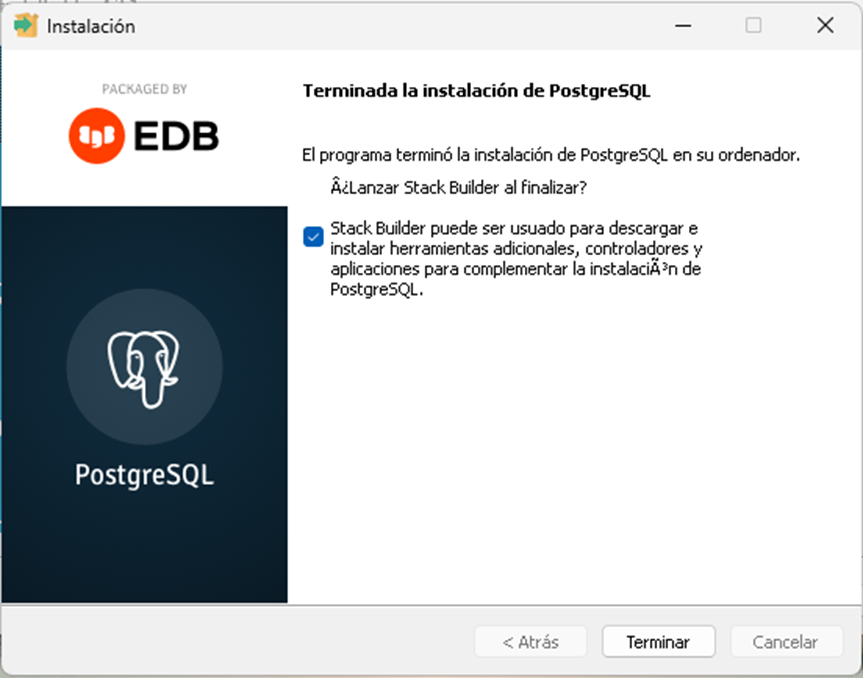 Instalación
PACKAGED BY
EDB
Terminada la instalación de PostgreSQL
El programa terminó la instalación de PostgreSQL en su ordenador.
Â¿Lanzar Stack Builder al finalizar?
Stack Builder puede ser usado para descargar e
instalar herramientas adicionales, controladores y
aplicaciones para complementar la instalaciÃ³n de
PostgreSQL.
PostgreSQL
< Atrás
Terminar
Cancelar